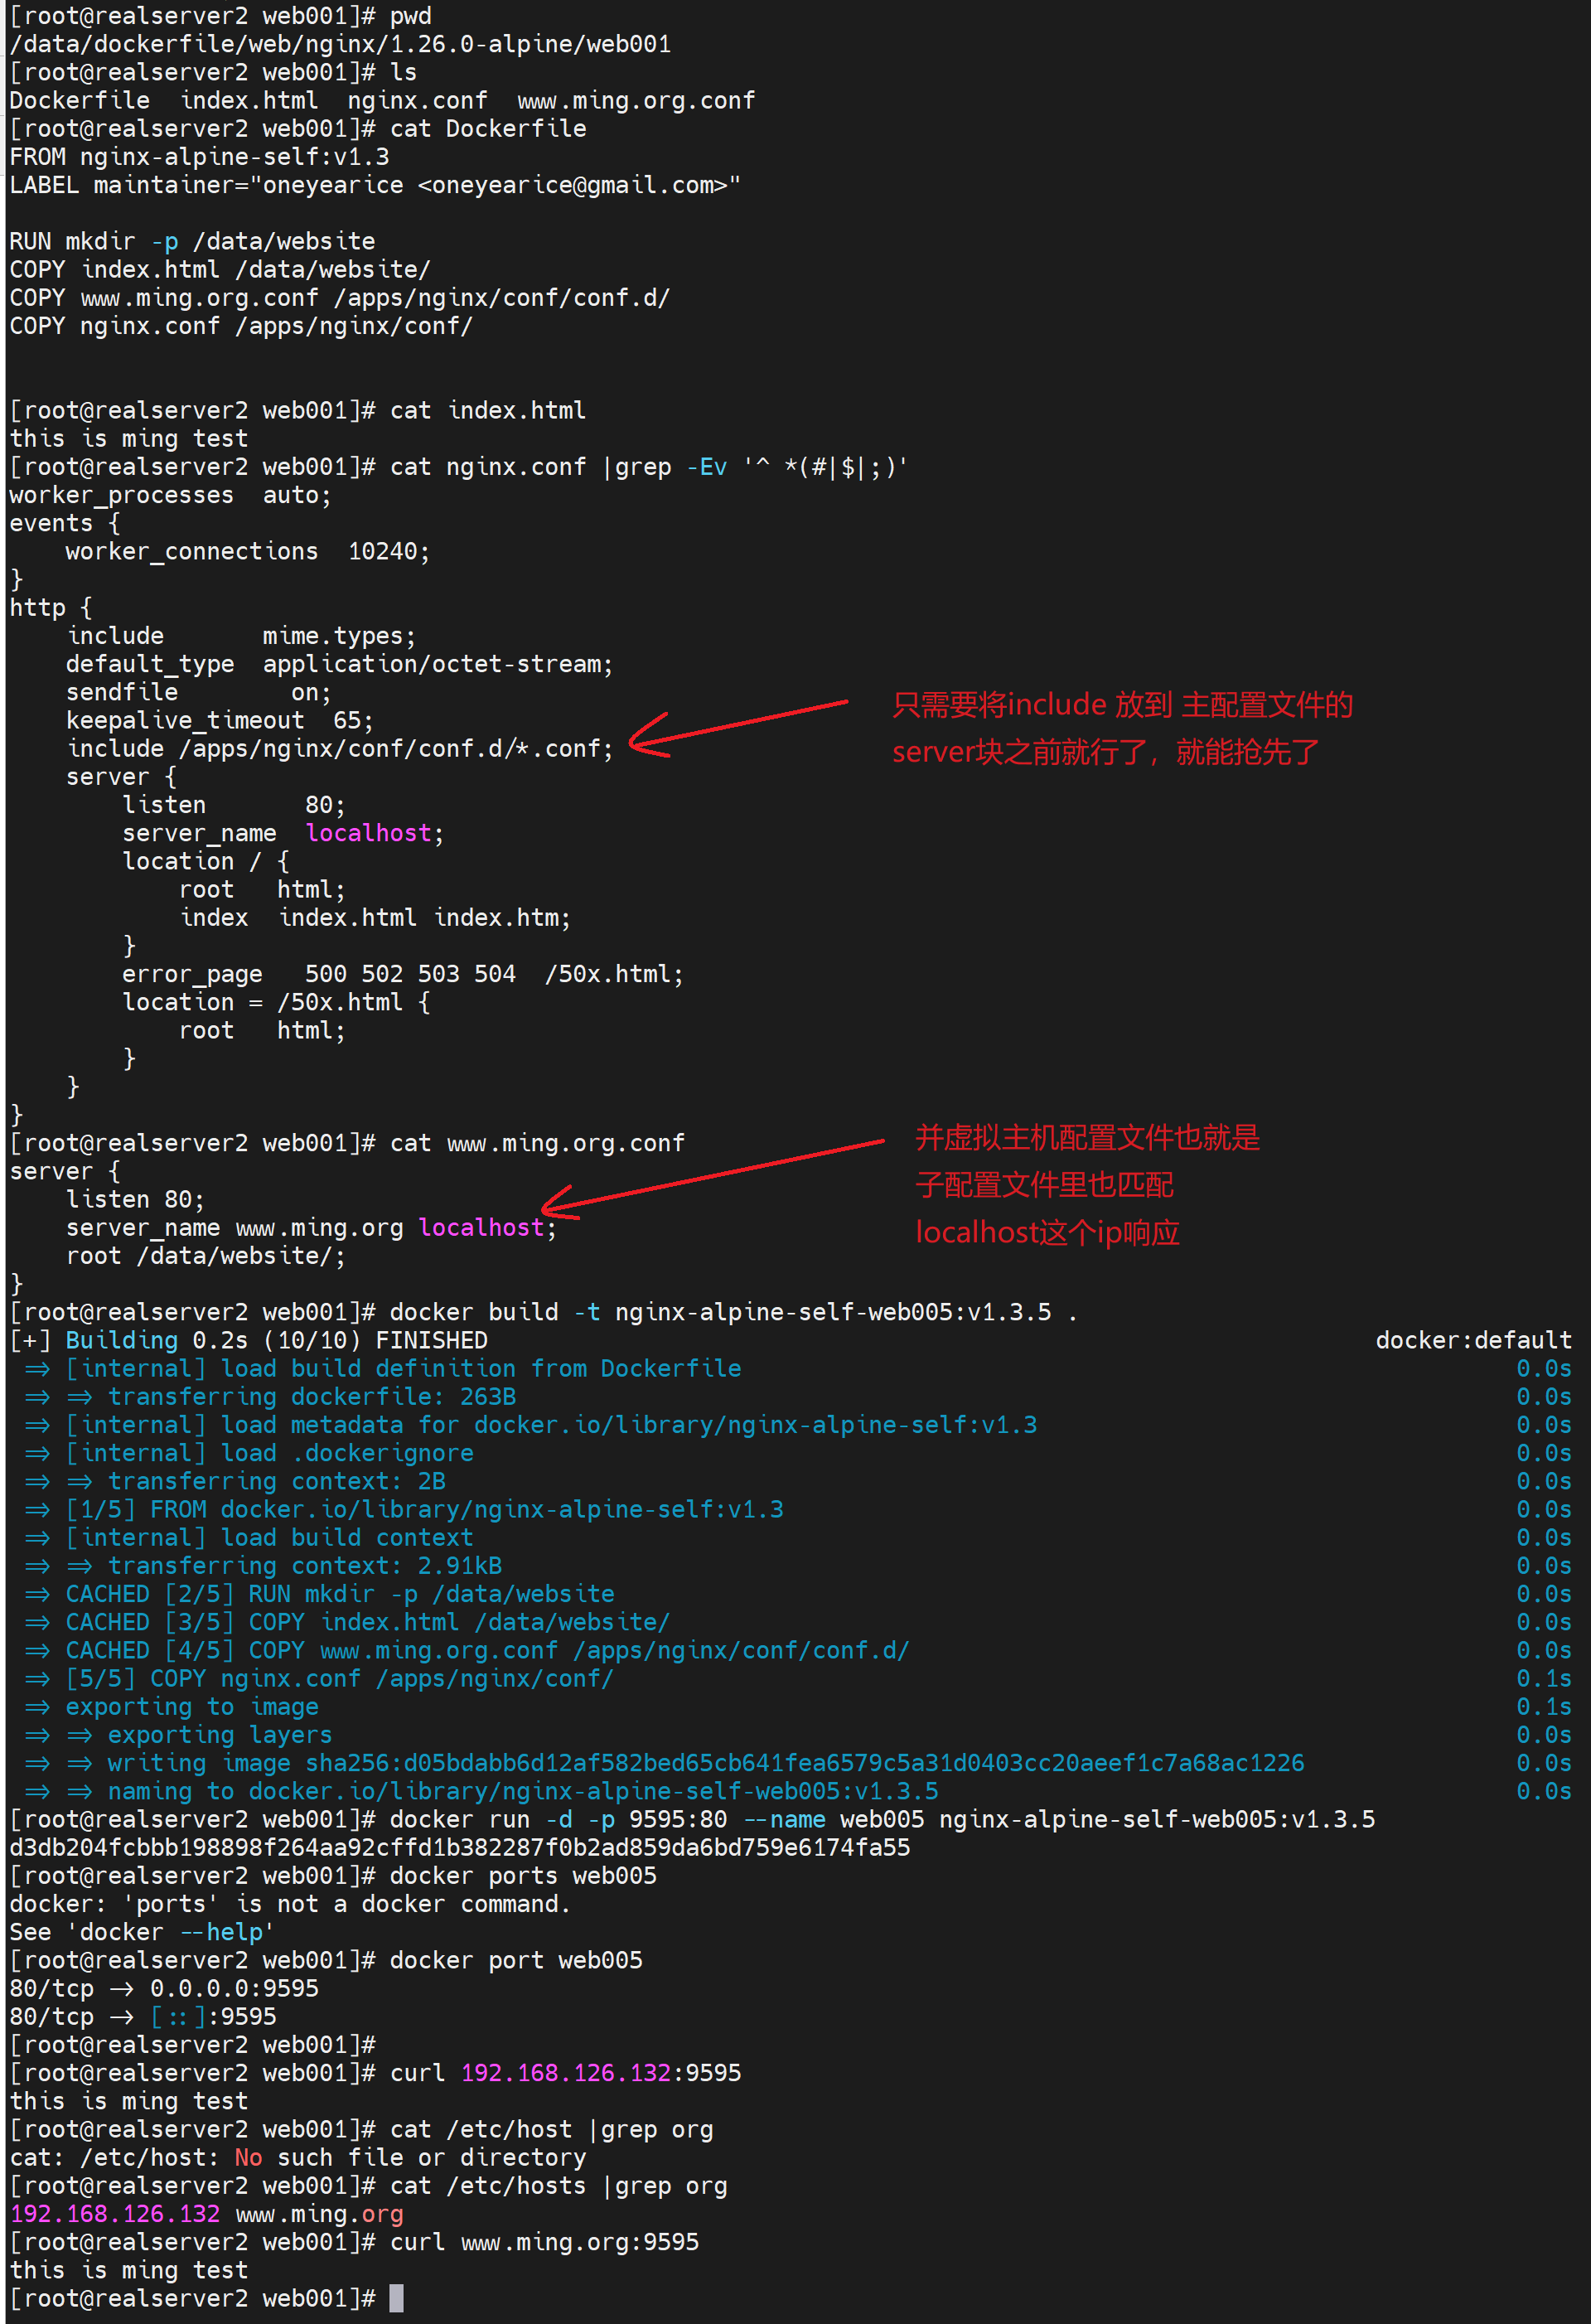 [root@realserver2 web001]# pwd
/data/dockerfile/web/nginx/1.26.0-alpine/web001
[root@realserver2 web001]# ls
Dockerfile  index.html  nginx.conf  www.ming.org.conf
[root@realserver2 web001]# cat Dockerfile
FROM nginx-alpine-self:v1.3
LABEL maintainer="oneyearice <oneyearice@gmail.com>"
RUN mkdir -p /data/website
COPY index.html /data/website/
COPY www.ming.org.conf /apps/nginx/conf/conf.d/
COPY nginx.conf /apps/nginx/conf/
[root@realserver2 web001]# cat index.html
this is ming test
[root@realserver2 web001]# cat nginx.conf |grep -Ev '^ *(#|$|;)'
worker_processes  auto;
events {
    worker_connections  10240;
}
http {
    include       mime.types;
    default_type  application/octet-stream;
    sendfile        on;
    keepalive_timeout  65;
    include /apps/nginx/conf/conf.d/*.conf;
只需要将include 放到 主配置文件的
server块之前就行了，就能抢先了
    server {
        listen       80;
        server_name  localhost;
        location / {
            root   html;
            index  index.html index.htm;
        }
        error_page   500 502 503 504  /50x.html;
        location = /50x.html {
            root   html;
        }
    }
}
[root@realserver2 web001]# cat www.ming.org.conf
server {
    listen 80;
    server_name www.ming.org localhost;
    root /data/website/;
}
并虚拟主机配置文件也就是
子配置文件里也匹配
localhost这个ip响应
[root@realserver2 web001]# docker build -t nginx-alpine-self-web005:v1.3.5 .
[+] Building 0.2s (10/10) FINISHED docker:default
 => [internal] load build definition from Dockerfile 0.0s
 => => transferring dockerfile: 263B 0.0s
 => [internal] load metadata for docker.io/library/nginx-alpine-self:v1.3 0.0s
 => [internal] load .dockerignore 0.0s
 => => transferring context: 2B 0.0s
 => [1/5] FROM docker.io/library/nginx-alpine-self:v1.3 0.0s
 => [internal] load build context 0.0s
 => => transferring context: 2.91kB 0.0s
 => CACHED [2/5] RUN mkdir -p /data/website 0.0s
 => CACHED [3/5] COPY index.html /data/website/ 0.0s
 => CACHED [4/5] COPY www.ming.org.conf /apps/nginx/conf/conf.d/ 0.0s
 => [5/5] COPY nginx.conf /apps/nginx/conf/ 0.1s
 => exporting to image 0.1s
 => => exporting layers 0.0s
 => => writing image sha256:d05bdabb6d12af582bed65cb641fea6579c5a31d0403cc20aeef1c7a68ac1226 0.0s
 => => naming to docker.io/library/nginx-alpine-self-web005:v1.3.5 0.0s
[root@realserver2 web001]# docker run -d -p 9595:80 --name web005 nginx-alpine-self-web005:v1.3.5
d3db204fcbbb198898f264aa92cffd1b382287f0b2ad859da6bd759e6174fa55
[root@realserver2 web001]# docker ports web005
docker: 'ports' is not a docker command.
See 'docker --help'
[root@realserver2 web001]# docker port web005
80/tcp -> 0.0.0.0:9595
80/tcp -> [::]:9595
[root@realserver2 web001]#
[root@realserver2 web001]# curl 192.168.126.132:9595
this is ming test
[root@realserver2 web001]# cat /etc/host |grep org
cat: /etc/host: No such file or directory
[root@realserver2 web001]# cat /etc/hosts |grep org
192.168.126.132 www.ming.org
[root@realserver2 web001]# curl www.ming.org:9595
this is ming test
[root@realserver2 web001]#